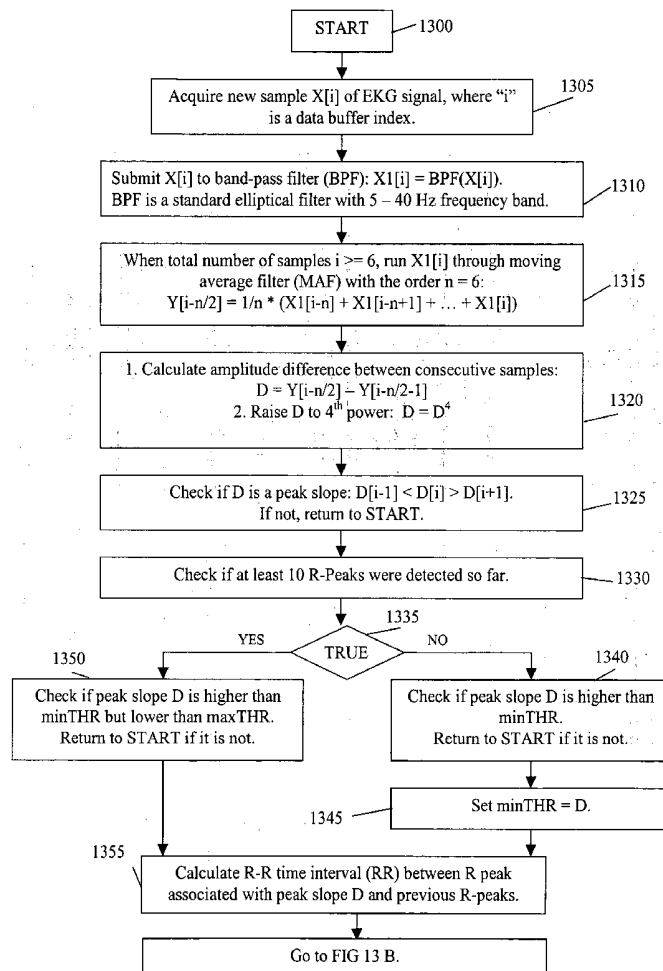 START
1300
Acquire new sample X[i] of EKG signal, where “i”
is a data buffer index.
1305
Submit X[i] to band-pass filter (BPF): X1[i] = BPF(X[i]).
BPF is a standard elliptical filter with 5 – 40 Hz frequency band.
1310
When total number of samples i >= 6, run X1[i] through moving
average filter (MAF) with the order n = 6:
Y[i-n/2] = 1/n * (X1[i-n] + X1[i-n+1] + … + X1[i])
1315
1. Calculate amplitude difference between consecutive samples:
D = Y[i-n/2] – Y[i-n/2-1]
2. Raise D to 4th power: D = D⁴
1320
Check if D is a peak slope: D[i-1] < D[i] > D[i+1].
If not, return to START.
1325
Check if at least 10 R-Peaks were detected so far.
1330
1335
YES
TRUE
NO
1350
1340
Check if peak slope D is higher than
minTHR but lower than maxTHR.
Return to START if it is not.
Check if peak slope D is higher than
minTHR.
Return to START if it is not.
1345
Set minTHR = D.
1355
Calculate R-R time interval (RR) between R peak
associated with peak slope D and previous R-peaks.
Go to FIG 13 B.